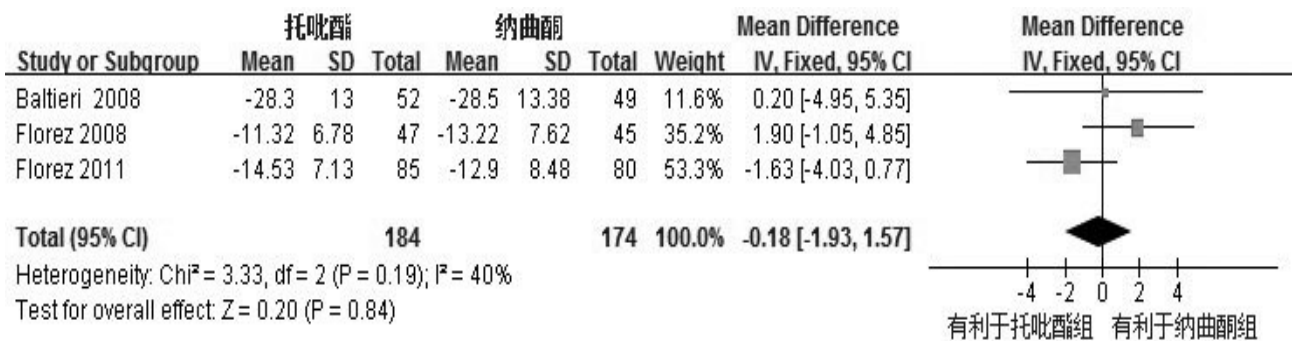 托吡酯 纳曲酮 Mean Difference Mean Difference
Study or Subgroup Mean SD Total Mean SD Total Weight IV, Fixed, 95% CI IV, Fixed, 95% CI
Baltieri 2008 -28.3 13 52 -28.5 13.38 49 11.6% 0.20 [-4.95, 5.35]
Florez 2008 -11.32 6.78 47 -13.22 7.62 45 35.2% 1.90 [-1.05, 4.85]
Florez 2011 -14.53 7.13 85 -12.9 8.48 80 53.3% -1.63 [-4.03, 0.77]
Total (95% CI) 184 174 100.0% -0.18 [-1.93, 1.57]
Heterogeneity: Chi² = 3.33, df = 2 (P = 0.19); I² = 40%
Test for overall effect: Z = 0.20 (P = 0.84)
-4 -2 0 2 4
有利于托吡酯组 有利于纳曲酮组